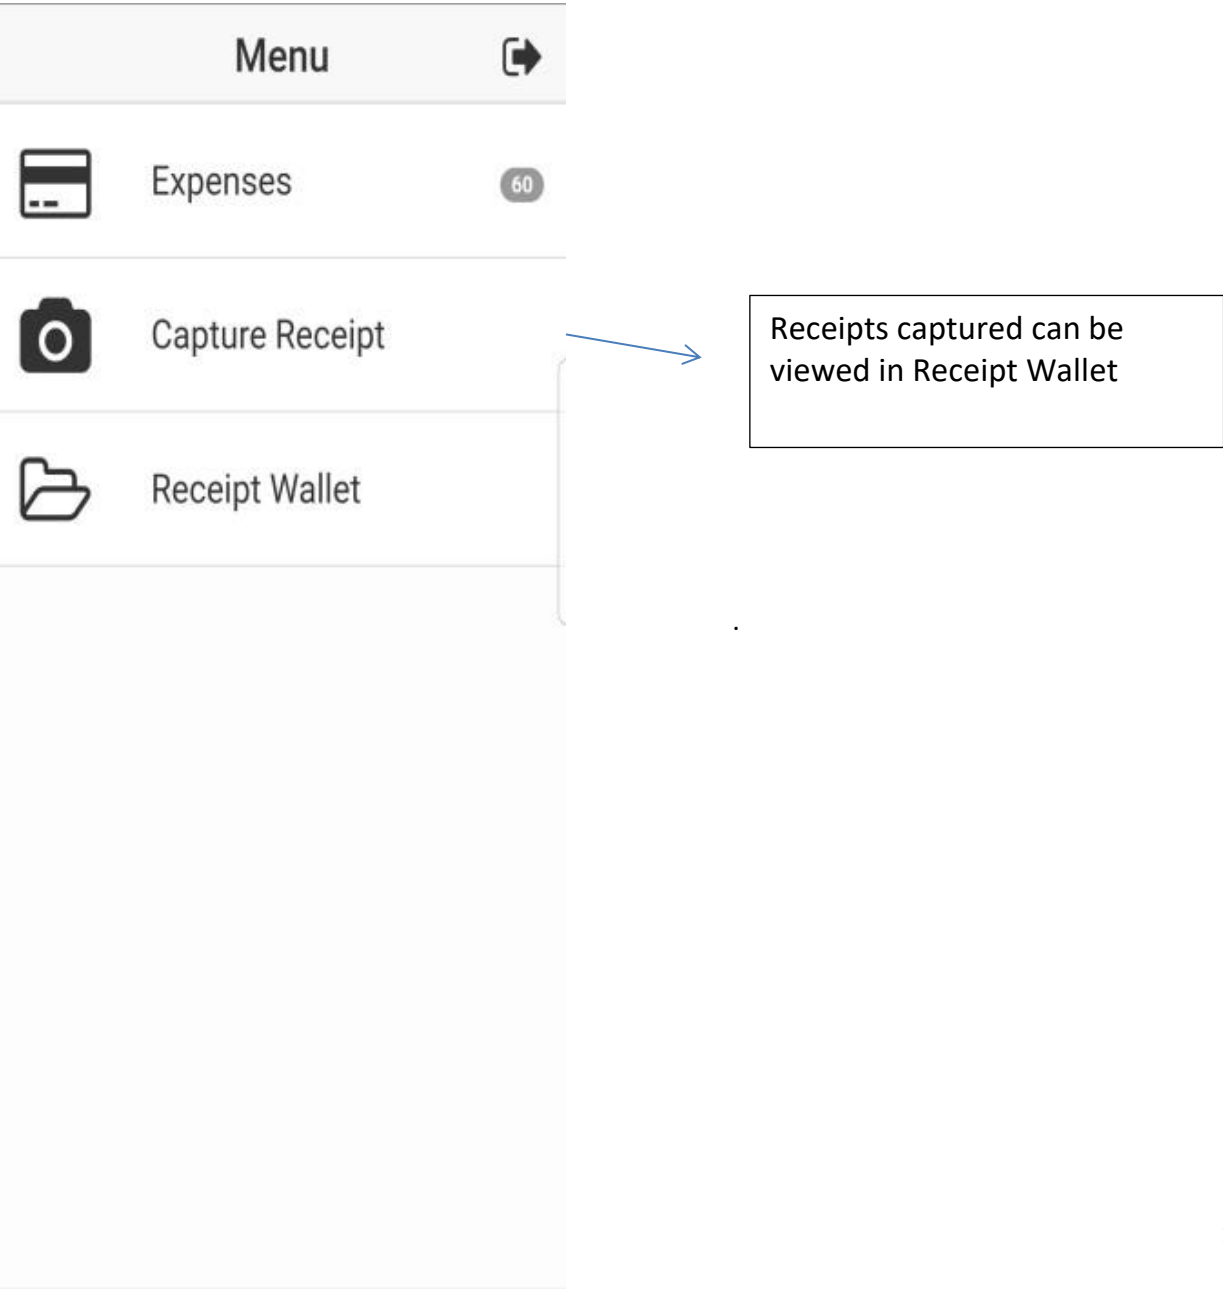 Menu
Expenses
60
Capture Receipt
Receipts captured can be
viewed in Receipt Wallet
Receipt Wallet
.